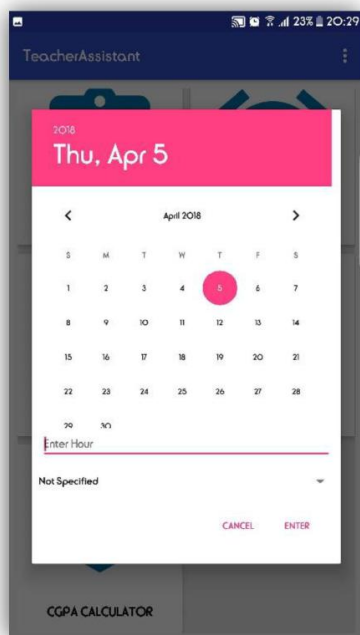 23% 20:29
TeacherAssistant
2018
Thu, Apr 5
April 2018
S M T W T F S
1 2 3 4 5 6 7
8 9 10 11 12 13 14
15 16 17 18 19 20 21
22 23 24 25 26 27 28
29 30
Enter Hour
Not Specified
CANCEL ENTER
CGPA CALCULATOR